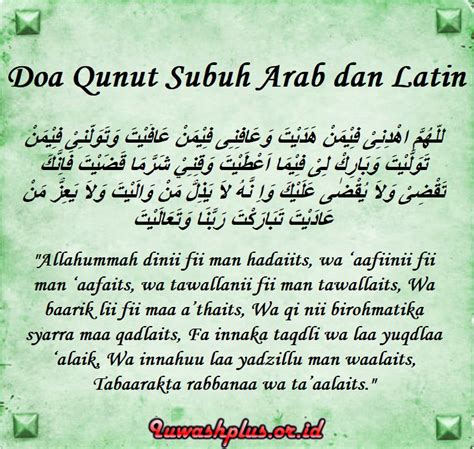 Doa Qunut Subuh Arab dan Latin
للّٰهُمَّ اهْدِنِىْ فِيْمَنْ هَدَيْتَ وَعَافِنِى فِيْمَنْ عَافَيْتَ وَتَوَلَّنِىْ فِيْمَنْ
تَوَلَّيْتَ وَبَارِكْ لِىْ فِيْمَا اَعْطَيْتَ وَقِنِيْ شَرَّمَا قَضَيْتَ فَاِنَّكَ
تَقْضِىْ وَلاَ يُقْضٰى عَلَيْكَ وَاِ نَّهُ لاَ يَذِلُّ مَنْ وَالَيْتَ وَلاَ يَعِزُّ مَنْ
عَادَيْتَ تَبَارَكْتَ رَبَّنَا وَتَعَالَيْتَ
"Allahummah dinii fii man hadaiits, wa ‘aafiinii fii
man ‘aafaits, wa tawallanii fii man tawallaits, Wa
baarik lii fii maa a’thaits, Wa qi nii birohmatika
syarra maa qadlaits, Fa innaka taqdli wa laa yuqdlaa
‘alaik, Wa innahuu laa yadzillu man waalaits,
Tabaarakta rabbanaa wa ta’aalaits."
Iuwashplus.or.id